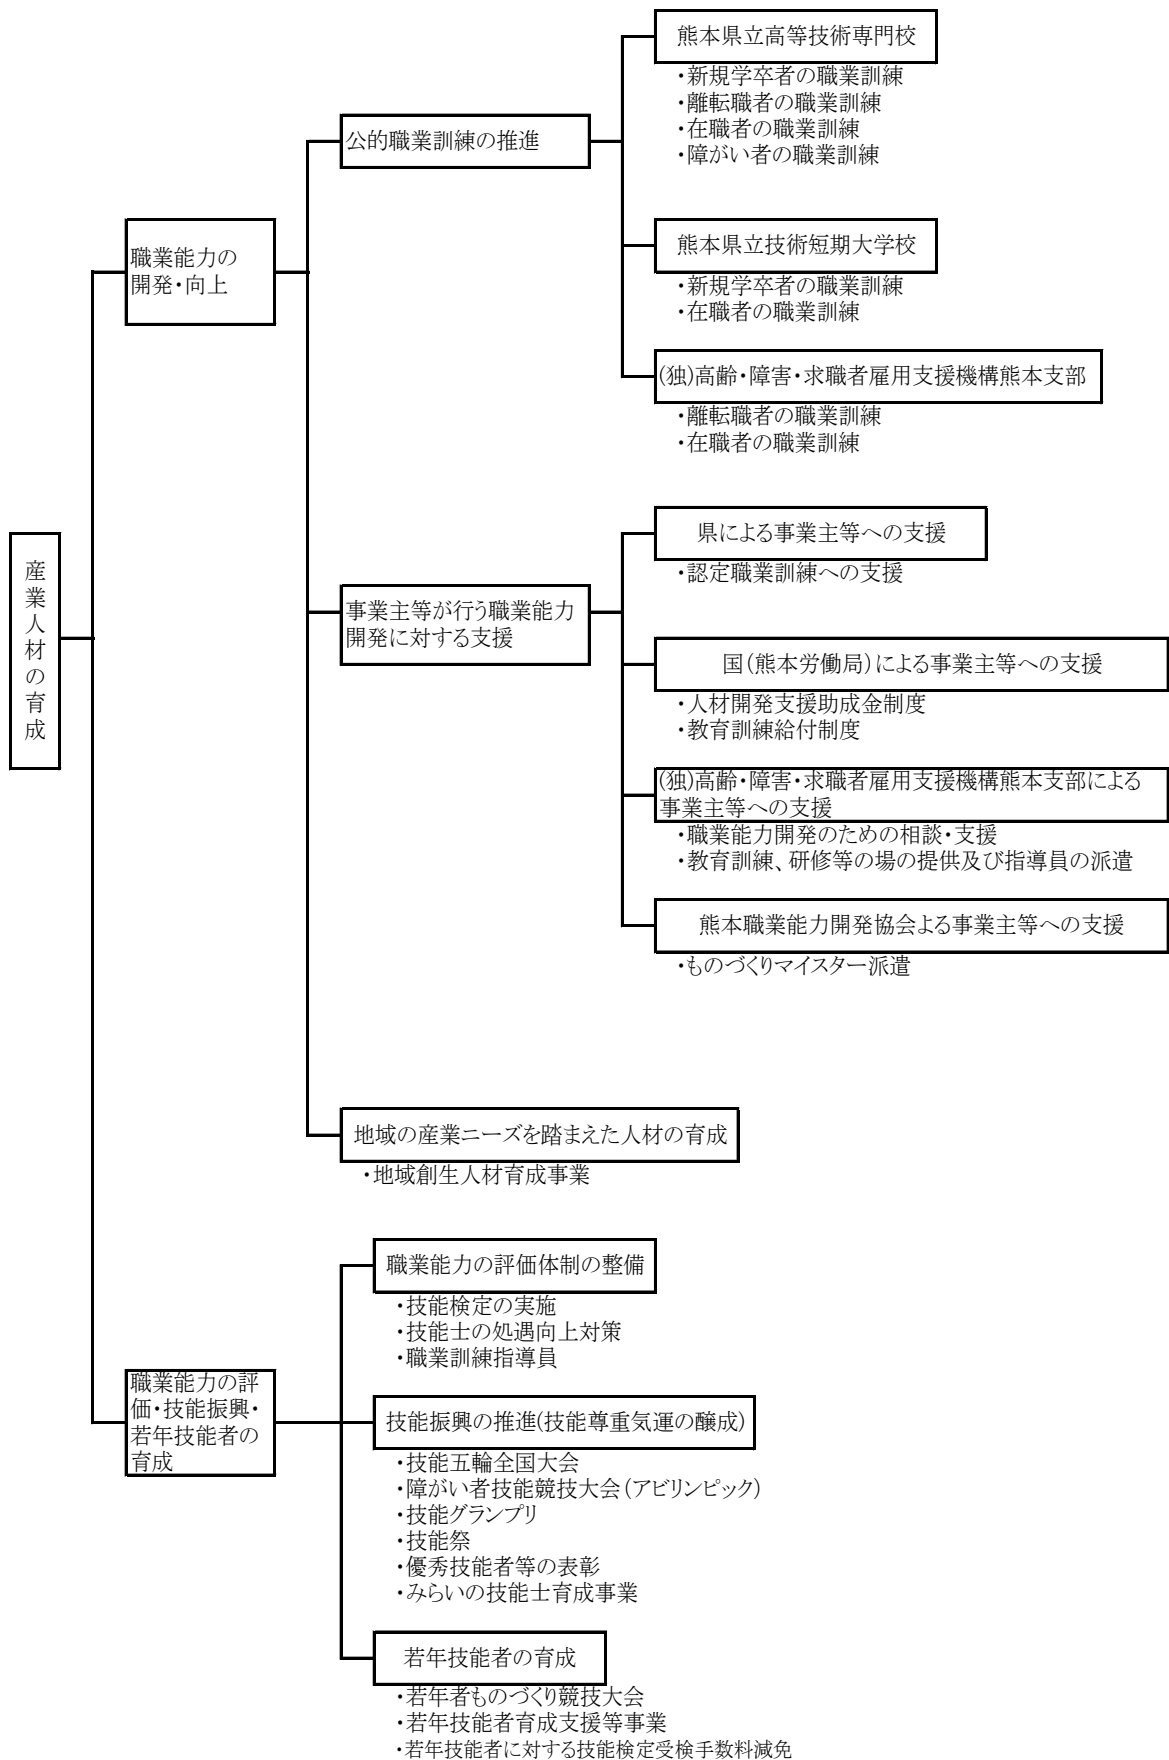 産業人材の育成
職業能力の
開発・向上
公的職業訓練の推進
熊本県立高等技術専門校
・新規学卒者の職業訓練
・離転職者の職業訓練
・在職者の職業訓練
・障がい者の職業訓練
熊本県立技術短期大学校
・新規学卒者の職業訓練
・在職者の職業訓練
(独)高齢・障害・求職者雇用支援機構熊本支部
・離転職者の職業訓練
・在職者の職業訓練
事業主等が行う職業能力
開発に対する支援
県による事業主等への支援
・認定職業訓練への支援
国(熊本労働局)による事業主等への支援
・人材開発支援助成金制度
・教育訓練給付制度
(独)高齢・障害・求職者雇用支援機構熊本支部による
事業主等への支援
・職業能力開発のための相談・支援
・教育訓練、研修等の場の提供及び指導員の派遣
熊本職業能力開発協会よる事業主等への支援
・ものづくりマイスター派遣
地域の産業ニーズを踏まえた人材の育成
・地域創生人材育成事業
職業能力の評
価・技能振興・
若年技能者の
育成
職業能力の評価体制の整備
・技能検定の実施
・技能士の処遇向上対策
・職業訓練指導員
技能振興の推進(技能尊重気運の醸成)
・技能五輪全国大会
・障がい者技能競技大会(アビリンピック)
・技能グランプリ
・技能祭
・優秀技能者等の表彰
・みらいの技能士育成事業
若年技能者の育成
・若年者ものづくり競技大会
・若年技能者育成支援等事業
・若年技能者に対する技能検定受検手数料減免